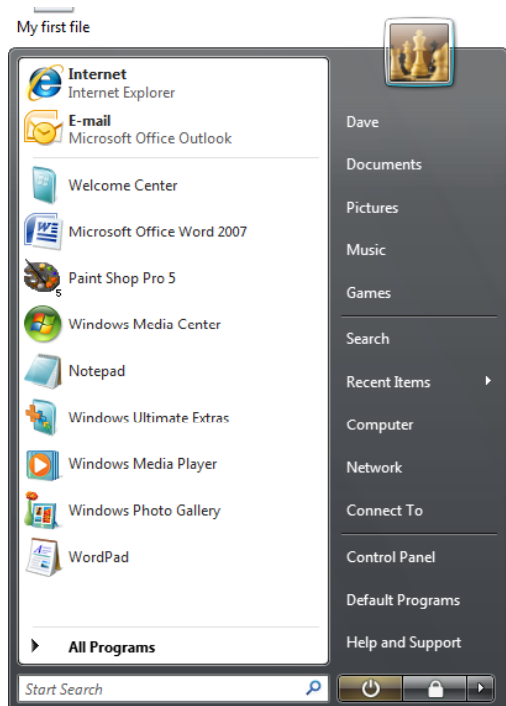 My first file
Internet
Internet Explorer
E-mail
Microsoft Office Outlook
Welcome Center
Microsoft Office Word 2007
Paint Shop Pro 5
Windows Media Center
Notepad
Windows Ultimate Extras
Windows Media Player
Windows Photo Gallery
WordPad
All Programs
Start Search
Dave
Documents
Pictures
Music
Games
Search
Recent Items
Computer
Network
Connect To
Control Panel
Default Programs
Help and Support